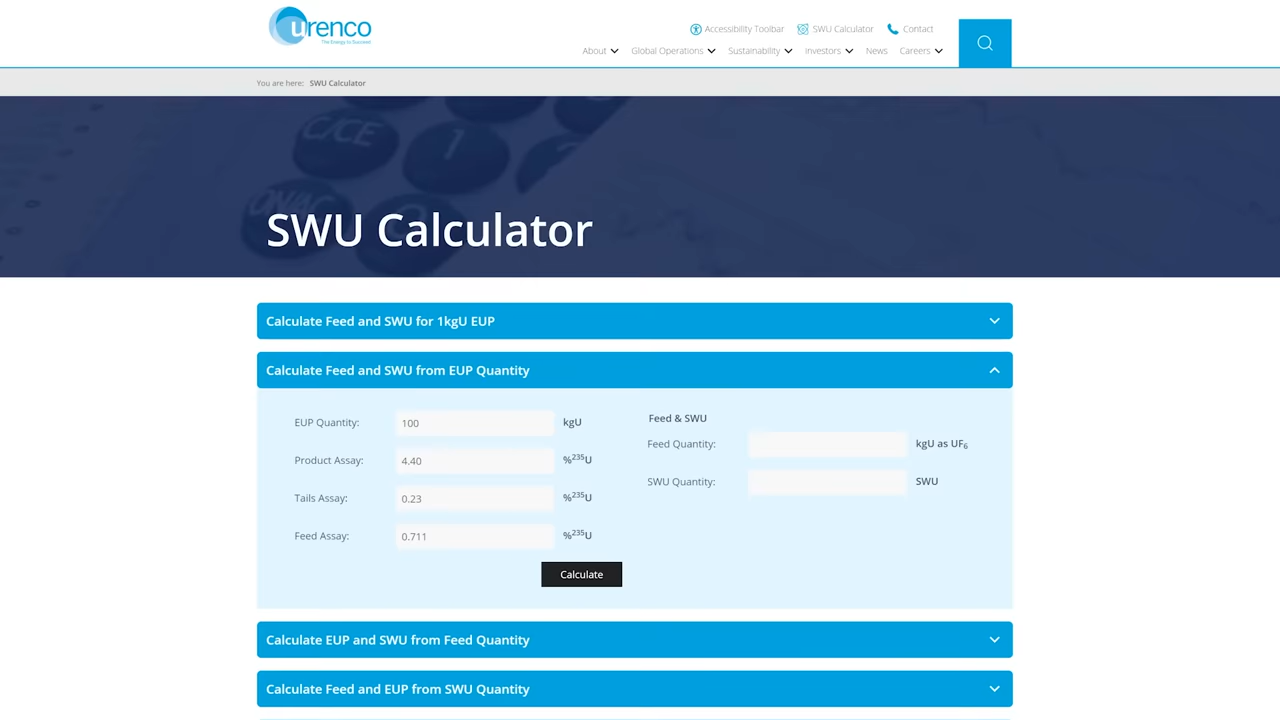 urenco
The Energy to Succeed
Accessibility Toolbar SWU Calculator Contact
About Global Operations Sustainability Investors News Careers
You are here: SWU Calculator
C/CE
1
ON/AC
SWU Calculator
Calculate Feed and SWU for 1kgU EUP
Calculate Feed and SWU from EUP Quantity
EUP Quantity: 100 kgU
Product Assay: 4.40 %²³⁵U
Tails Assay: 0.23 %²³⁵U
Feed Assay: 0.711 %²³⁵U
Calculate
Feed & SWU
Feed Quantity: kgU as UF₆
SWU Quantity: SWU
Calculate EUP and SWU from Feed Quantity
Calculate Feed and EUP from SWU Quantity